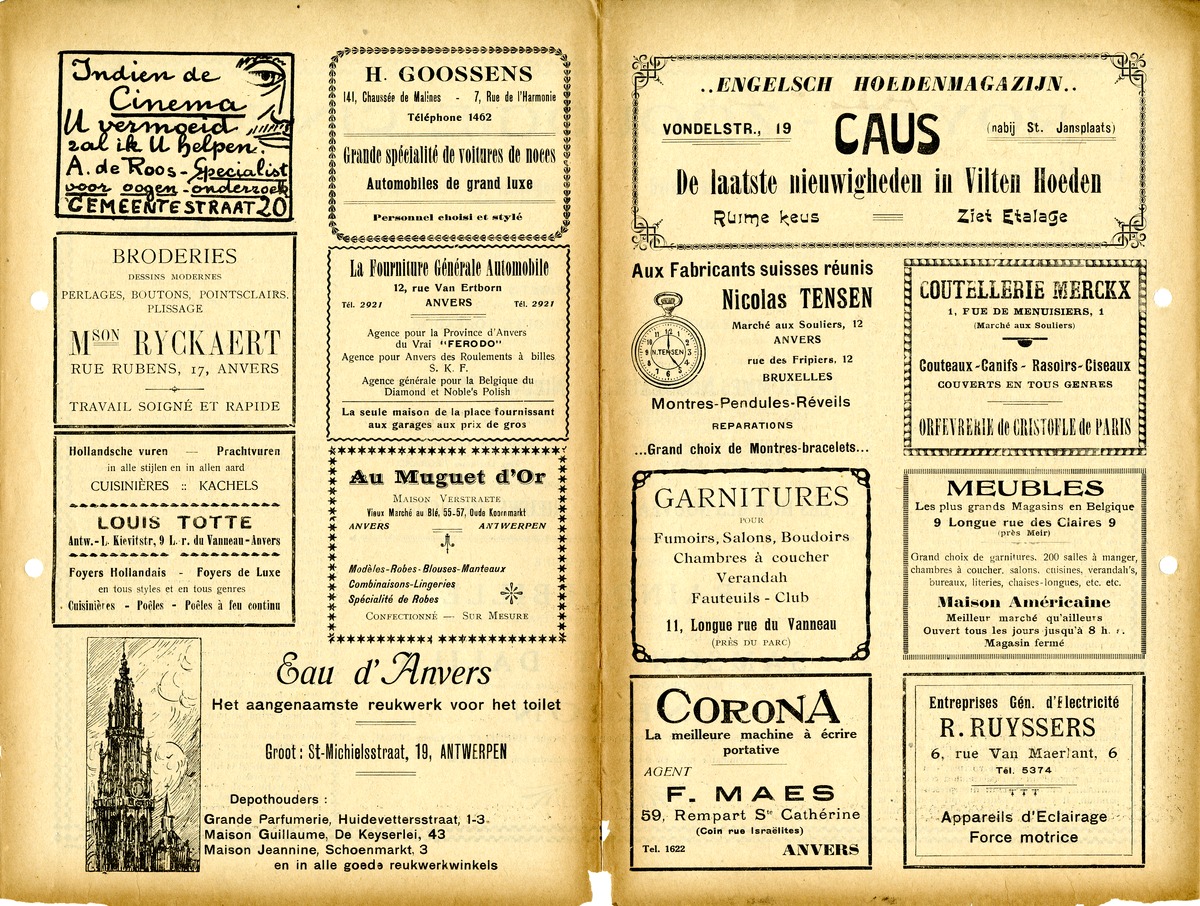 Indien de
Cinema
U vermoeid
zal ik U helpen.
A. de Roos - Specialist
voor oogen-onderzoek
GEMEENTESTRAAT 20
BRODERIES
DESSINS MODERNES
PERLAGES, BOUTONS, POINTSCLAIRS.
PLISSAGE
MSON RYCKAERT
RUE RUBENS, 17, ANVERS
TRAVAIL SOIGNÉ ET RAPIDE
Hollandsche vuren — Prachtvuren
in alle stijlen en in allen aard
CUISINIÈRES :: KACHELS
LOUIS TOTTE
Antw.-L. Kievitstr, 9 L. r. du Vanneau-Anvers
Foyers Hollandais - Foyers de Luxe
en tous styles et en tous genres
Cuisinières - Poêles - Poêles à feu continu
H. GOOSSENS
141, Chaussée de Malines - 7, Rue de l'Harmonie
Téléphone 1462
Grande spécialité de voitures de noces
Automobiles de grand luxe
Personnel choisi et stylé
La Fourniture Générale Automobile
12, rue Van Ertborn
Tél. 2921 ANVERS Tél. 2921
Agence pour la Province d'Anvers
du Vrai "FERODO"
Agence pour Anvers des Roulements à billes
S. K. F.
Agence générale pour la Belgique du
Diamond et Noble's Polish
La seule maison de la place fournissant
aux garages aux prix de gros
Au Muguet d'Or
MAISON VERSTRAETE
Vieux Marché au Blé, 55-57, Oude Koornmarkt
ANVERS ANTWERPEN
Modèles-Robes-Blouses-Manteaux
Combinaisons-Lingeries
Spécialité de Robes
CONFECTIONNÉ — SUR MESURE
Eau d'Anvers
Het aangenaamste reukwerk voor het toilet
Groot: St-Michielsstraat, 19, ANTWERPEN
Depothouders :
Grande Parfumerie, Huidevettersstraat, 1-3
Maison Guillaume, De Keyserlei, 43
Maison Jeannine, Schoenmarkt, 3
en in alle goede reukwerkwinkels
..ENGELSCH HOEDENMAGAZIJN..
VONDELSTR., 19 CAUS (nabij St. Jansplaats)
De laatste nieuwigheden in Vilten Hoeden
Ruime keus Ziet Etalage
Aux Fabricants suisses réunis
Nicolas TENSEN
Marché aux Souliers, 12
ANVERS
rue des Fripiers, 12
BRUXELLES
N.TENSEN
Montres-Pendules-Réveils
REPARATIONS
...Grand choix de Montres-bracelets...
COUTELLERIE MERCKX
1, FUE DE MENUISIERS, 1
(Marché aux Souliers)
Couteaux-Canifs - Rasoirs-Ciseaux
COUVERTS EN TOUS GENRES
ORFEVRERIE de CRISTOFLE de PARIS
GARNITURES
POUR
Fumoirs, Salons, Boudoirs
Chambres à coucher
Verandah
Fauteuils - Club
11, Longue rue du Vanneau
(PRÈS DU PARC)
MEUBLES
Les plus grands Magasins en Belgique
9 Longue rue des Claires 9
(près Meir)
Grand choix de garnitures. 200 salles à manger,
chambres à coucher. salons. cuisines, verandah's,
bureaux, literies, chaises-longues, etc. etc.
Maison Américaine
Meilleur marché qu'ailleurs
Ouvert tous les jours jusqu'à 8 h.
Magasin fermé
CORONA
La meilleure machine à écrire
portative
AGENT
F. MAES
59, Rempart Ste Cathérine
(Coin rue Israëlites)
Tel. 1622 ANVERS
Entreprises Gén. d'Electricité
R. RUYSSERS
6, rue Van Maerlant, 6
Tél. 5374
Appareils d'Eclairage
Force motrice